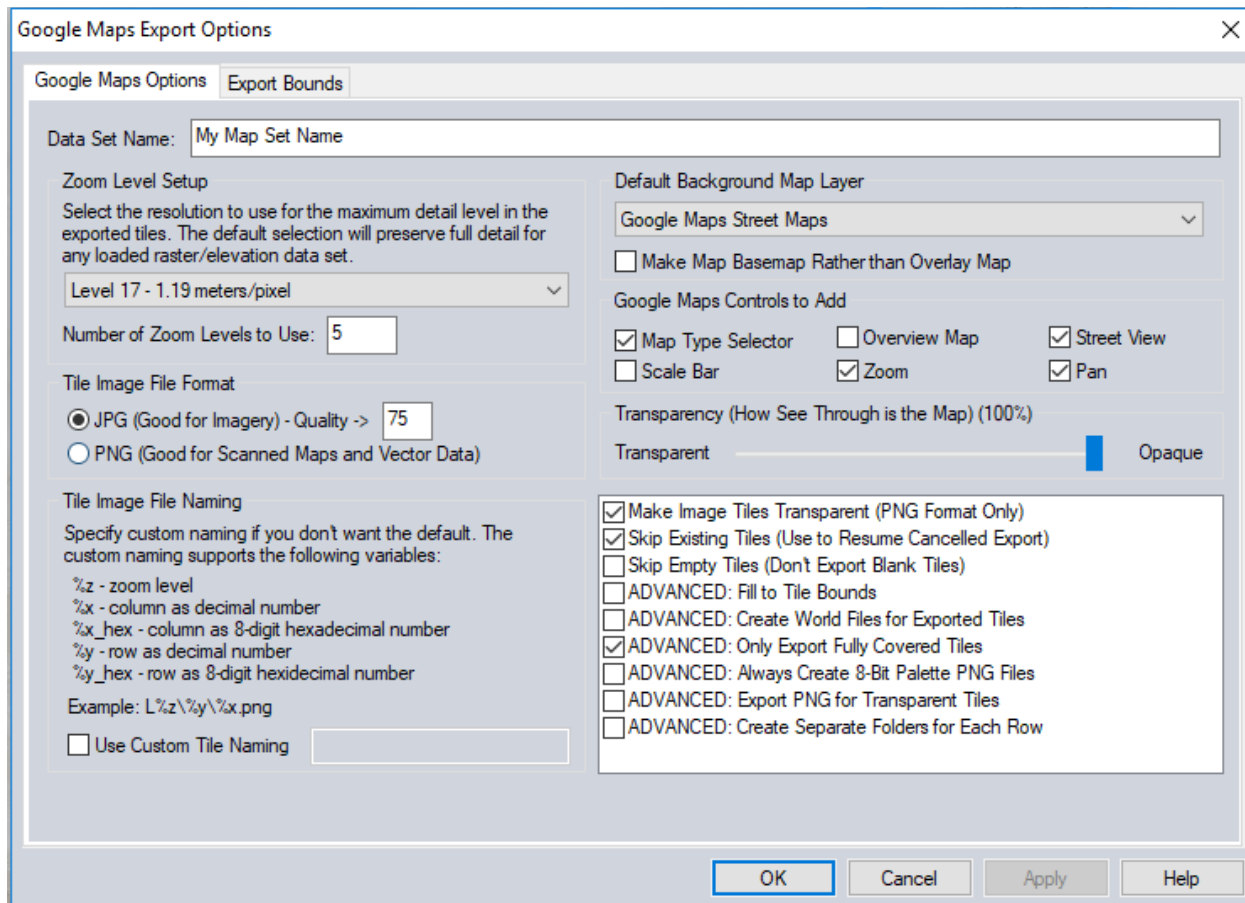 Google Maps Export Options
Google Maps Options
Export Bounds
Data Set Name: My Map Set Name
Zoom Level Setup
Select the resolution to use for the maximum detail level in the
exported tiles. The default selection will preserve full detail for
any loaded raster/elevation data set.
Level 17 - 1.19 meters/pixel
Number of Zoom Levels to Use: 5
Tile Image File Format
JPG (Good for Imagery) - Quality -> 75
PNG (Good for Scanned Maps and Vector Data)
Tile Image File Naming
Specify custom naming if you don't want the default. The
custom naming supports the following variables:
%z - zoom level
%x - column as decimal number
%x_hex - column as 8-digit hexadecimal number
%y - row as decimal number
%y_hex - row as 8-digit hexidecimal number
Example: L%z\%y\%x.png
Use Custom Tile Naming
Default Background Map Layer
Google Maps Street Maps
Make Map Basemap Rather than Overlay Map
Google Maps Controls to Add
Map Type Selector
Overview Map
Street View
Scale Bar
Zoom
Pan
Transparency (How See Through is the Map) (100%)
Transparent
Opaque
Make Image Tiles Transparent (PNG Format Only)
Skip Existing Tiles (Use to Resume Cancelled Export)
Skip Empty Tiles (Don't Export Blank Tiles)
ADVANCED: Fill to Tile Bounds
ADVANCED: Create World Files for Exported Tiles
ADVANCED: Only Export Fully Covered Tiles
ADVANCED: Always Create 8-Bit Palette PNG Files
ADVANCED: Export PNG for Transparent Tiles
ADVANCED: Create Separate Folders for Each Row
OK
Cancel
Apply
Help